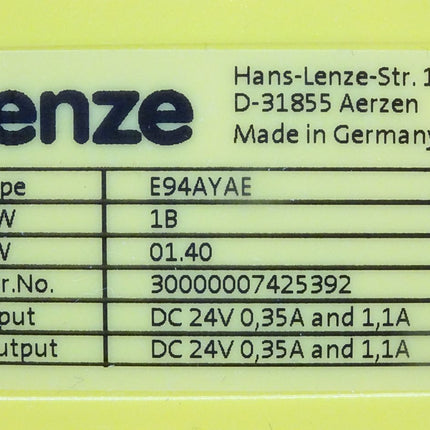 enze
Hans-Lenze-Str. 1
D-31855 Aerzen
Made in Germany
pe E94AYAE
W 1B
W 01.40
r.No. 30000007425392
put DC 24V 0,35A and 1,1A
utput DC 24V 0,35A and 1,1A